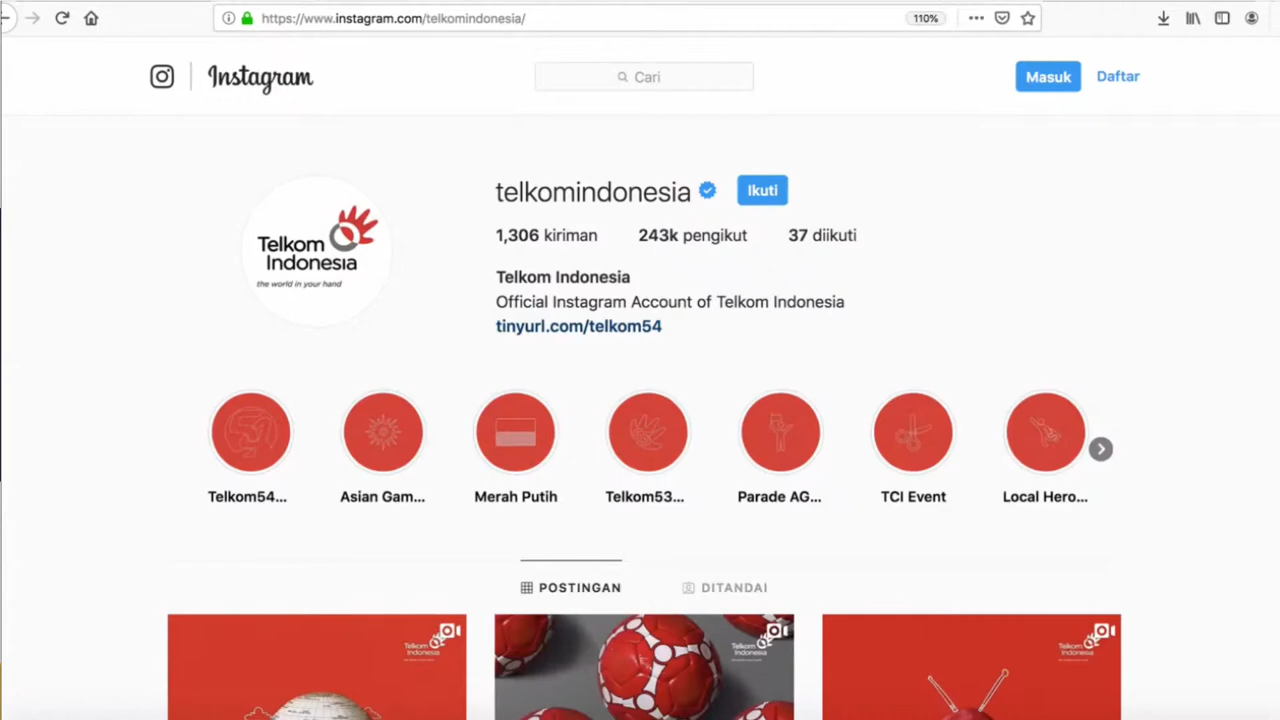 https://www.instagram.com/telkomindonesia/
110%
Instagram
Cari
Masuk
Daftar
telkomindonesia
Ikuti
1,306 kiriman
243k pengikut
37 diikuti
Telkom
Indonesia
the world in your hand
Telkom Indonesia
Official Instagram Account of Telkom Indonesia
tinyurl.com/telkom54
Telkom54...
Asian Gam...
Merah Putih
Telkom53...
Parade AG...
TCI Event
Local Hero...
POSTINGAN
DITANDAI
Telkom
Indonesia
Telkom
Indonesia
Telkom
Indonesia